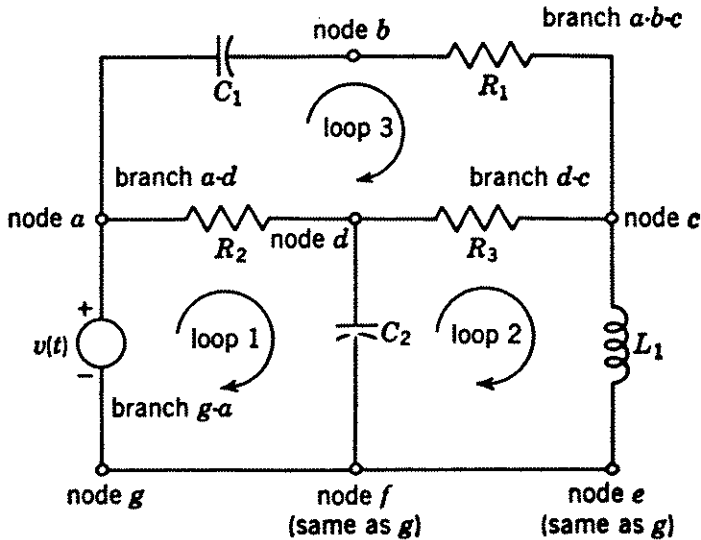 branch a-b-c
node b
C1
R1
loop 3
branch a-d
branch d-c
node a
node c
R2
node d
R3
+
v(t)
loop 1
C2
loop 2
L1
−
branch g-a
node g
node f
(same as g)
node e
(same as g)